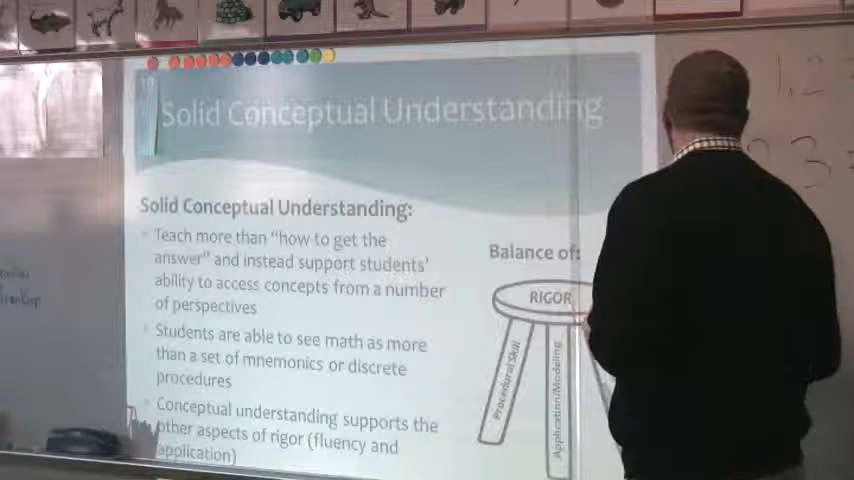 Solid Conceptual Understanding
Solid Conceptual Understanding:
Teach more than "how to get the
answer" and instead support students'
ability to access concepts from a number
of perspectives
Students are able to see math as more
than a set of mnemonics or discrete
procedures
Conceptual understanding supports the
other aspects of rigor (fluency and
application)
Balance of:
RIGOR
Procedural Skill
Application/Modeling
1,2
3